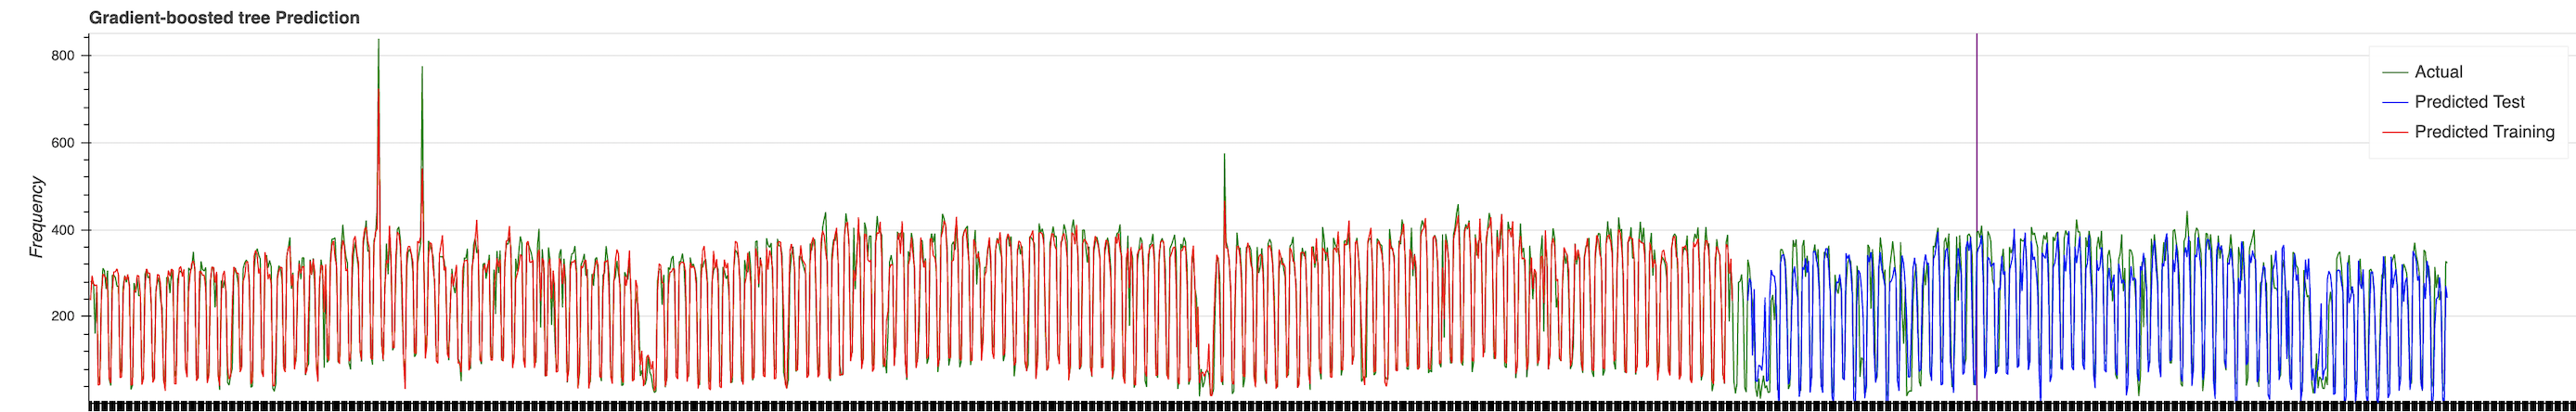 Gradient-boosted tree Prediction
800
600
400
200
Frequency
Actual
Predicted Test
Predicted Training